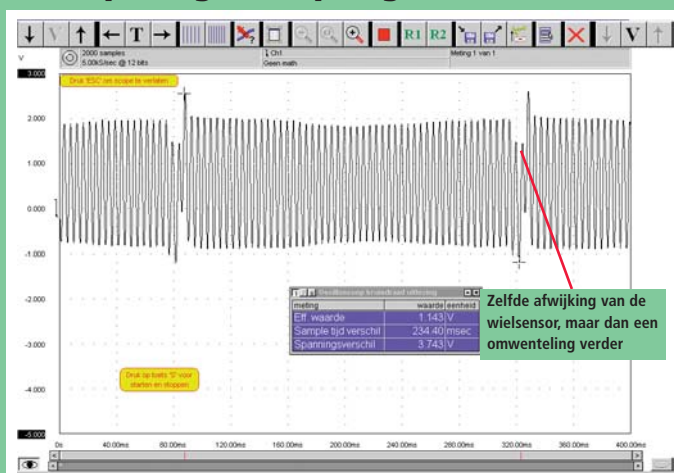 T
R1 R2
V
V
2000 samples
5.00kS/sec @ 12 bits
Ch1
Geen math
Meting 1 van 1
Druk 'ESC' om scope te verlaten
3.000
2.000
1.000
0.000
-1.000
-2.000
-3.000
-4.000
-5.000
meting waarde eenheid
Eff. waarde 1.143 V
Sample tijd verschil 234.40 msec
Spanningsverschil 3.743 V
Zelfde afwijking van de
wielsensor, maar dan een
omwenteling verder
Druk op toets 'S' voor
starten en stoppen
0s 40.00ms 80.00ms 120.00ms 160.00ms 200.00ms 240.00ms 280.00ms 320.00ms 360.00ms 400.00ms